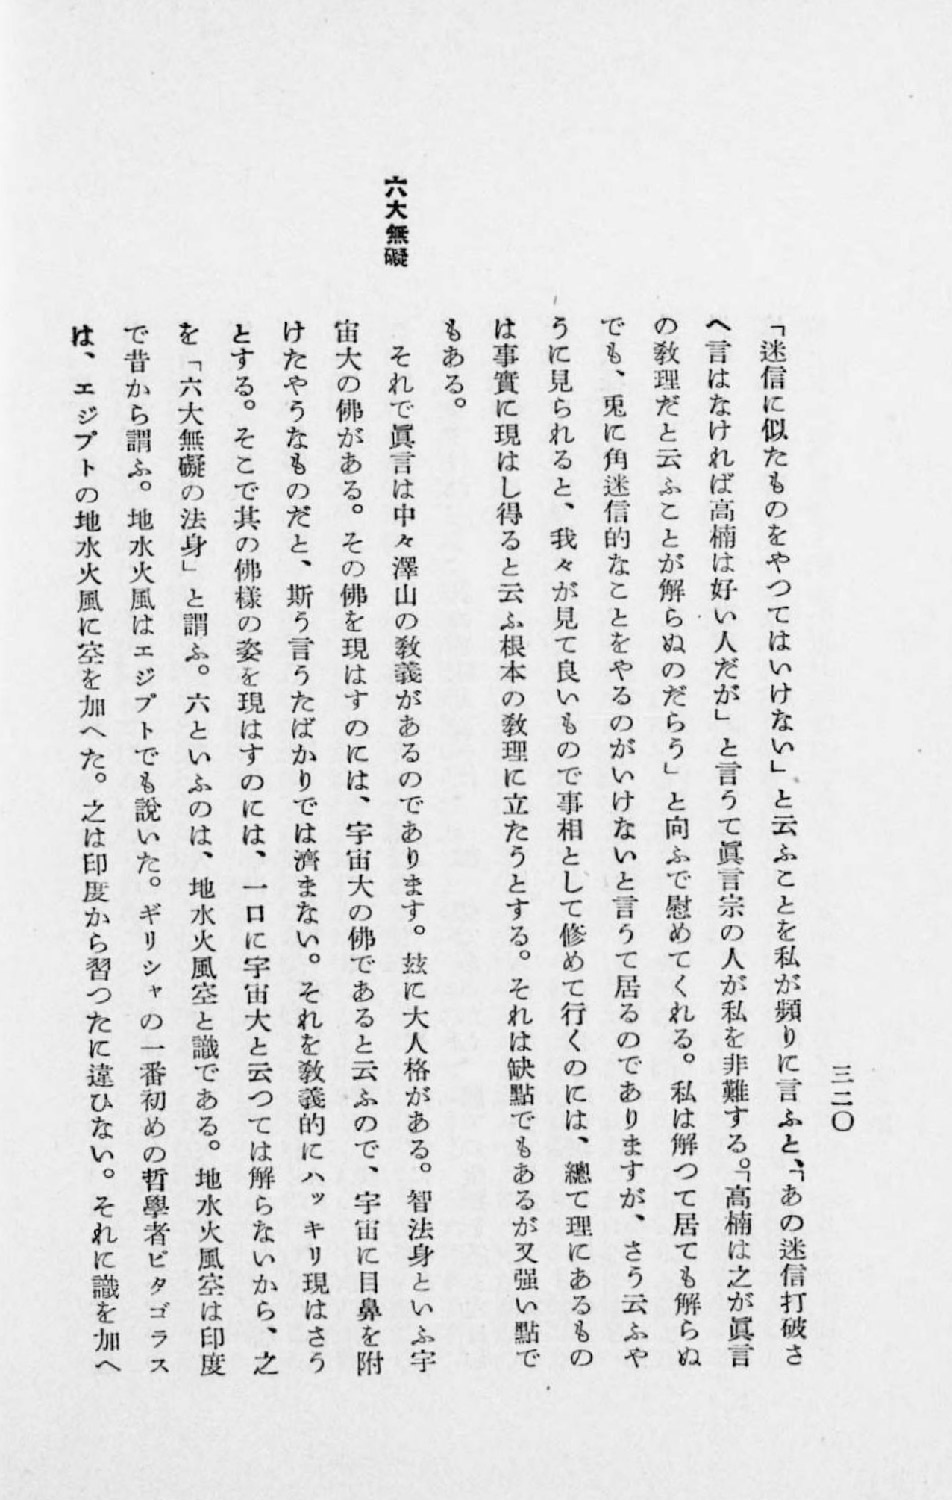 三二〇
「迷信に似たものをやつてはいけない」と云ふことを私が頻りに言ふと、「あの迷信打破さ
へ言はなければ高楠は好い人だが」と言うて眞言宗の人が私を非難する。「高楠は之が眞言
の敎理だと云ふことが解らぬのだらう」と向ふで慰めてくれる。私は解つて居ても解らぬ
でも、兎に角迷信的なことをやるのがいけないと言うて居るのでありますが、さう云ふや
うに見られると、我々が見て良いもので事相として修めて行くのには、總て理にあるもの
は事實に現はし得ると云ふ根本の敎理に立たうとする。それは缺點でもあるが又强い點で
もある。
六大無礙
それで眞言は中々澤山の敎義があるのであります。玆に大人格がある。智法身といふ宇
宙大の佛がある。その佛を現はすのには、宇宙大の佛であると云ふので、宇宙に目鼻を附
けたやうなものだと、斯う言うたばかりでは濟まない。それを敎義的にハッキリ現はさう
とする。そこで其の佛樣の姿を現はすのには、一口に宇宙大と云つては解らないから、之
を「六大無礙の法身」と謂ふ。六といふのは、地水火風空と識である。地水火風空は印度
で昔から謂ふ。地水火風はエジプトでも說いた。ギリシャの一番初めの哲學者ピタゴラス
は、エジプトの地水火風に空を加へた。之は印度から習つたに違ひない。それに識を加へ